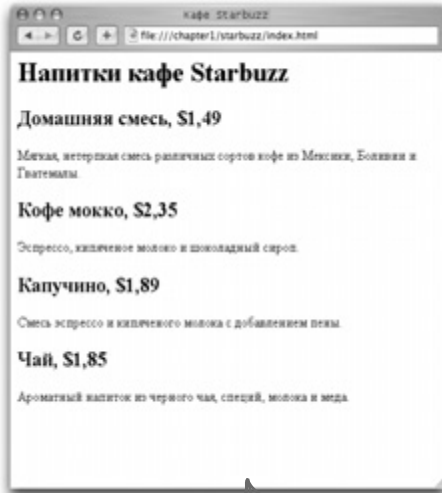 кафе Starbuzz
file:///chapter1/starbuzz/index.html
Напитки кафе Starbuzz
Домашняя смесь, $1,49
Мягкая, нетерпкая смесь различных сортов кофе из Мексики, Боливии и
Гватемалы.
Кофе мокко, $2,35
Эспрессо, кипяченое молоко и шоколадный сироп.
Капучино, $1,89
Смесь эспрессо и кипяченого молока с добавлением пены.
Чай, $1,85
Ароматный напиток из черного чая, специй, молока и меда.